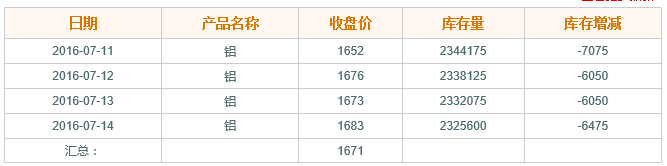 日期 产品名称 收盘价 库存量 库存增减
2016-07-11 铝 1652 2344175 -7075
2016-07-12 铝 1676 2338125 -6050
2016-07-13 铝 1673 2332075 -6050
2016-07-14 铝 1683 2325600 -6475
汇总： 1671